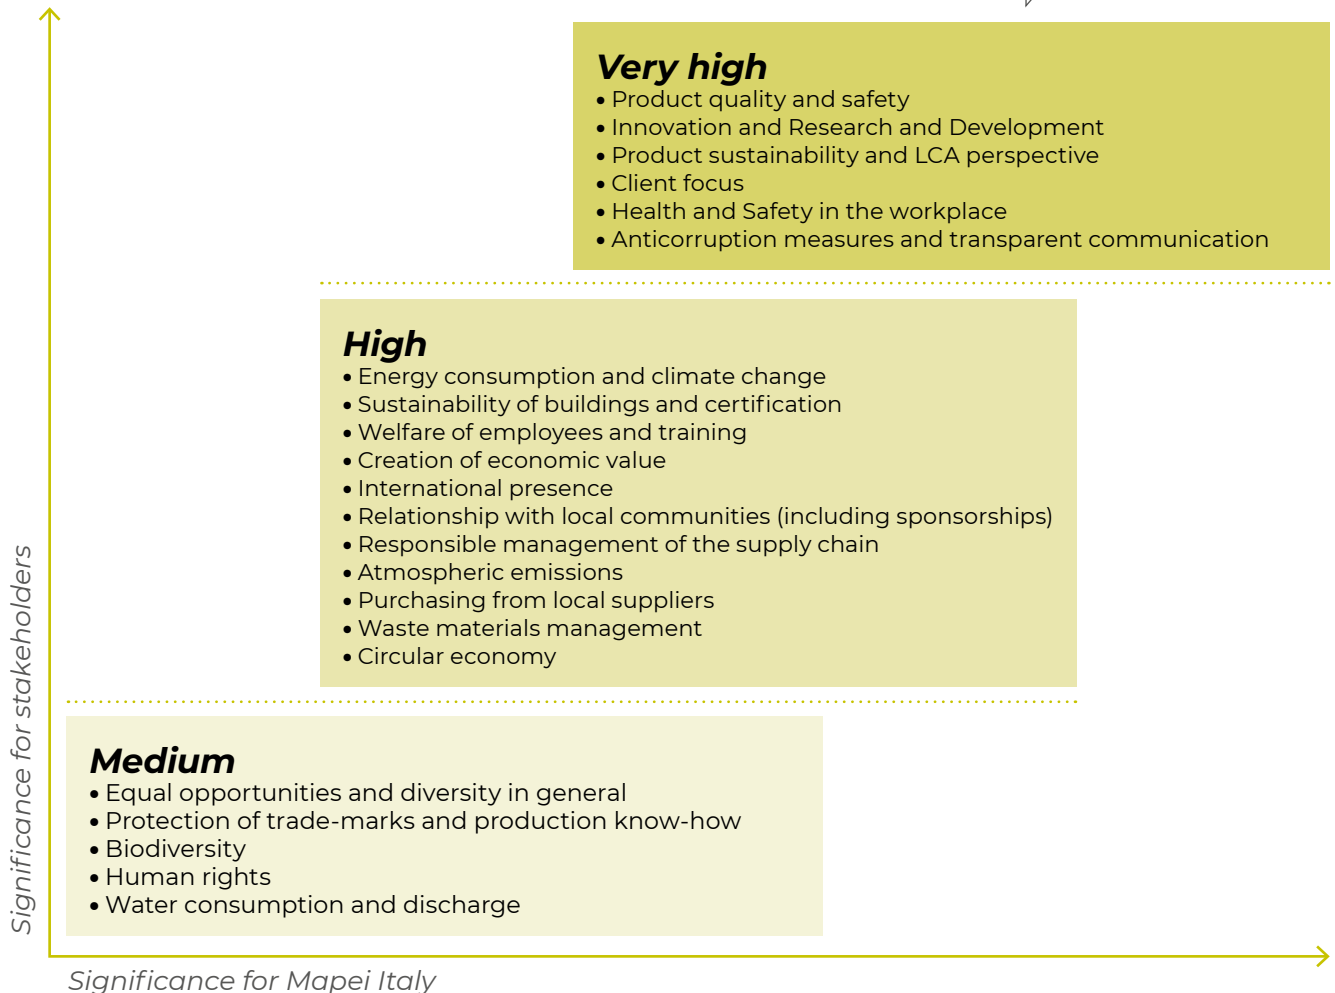 Very high
• Product quality and safety
• Innovation and Research and Development
• Product sustainability and LCA perspective
• Client focus
• Health and Safety in the workplace
• Anticorruption measures and transparent communication
High
• Energy consumption and climate change
• Sustainability of buildings and certification
• Welfare of employees and training
• Creation of economic value
• International presence
• Relationship with local communities (including sponsorships)
• Responsible management of the supply chain
• Atmospheric emissions
• Purchasing from local suppliers
• Waste materials management
• Circular economy
Medium
• Equal opportunities and diversity in general
• Protection of trade-marks and production know-how
• Biodiversity
• Human rights
• Water consumption and discharge
Significance for stakeholders
Significance for Mapei Italy